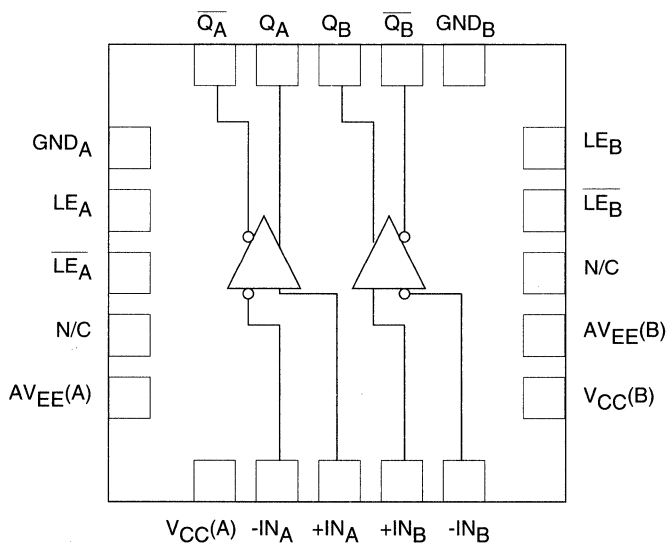 Q̅A̅ QA QB Q̅B̅ GNDB
GNDA
LEB
LEA
L̅E̅B̅
L̅E̅A̅
N/C
N/C
AVEE(B)
AVEE(A)
VCC(B)
VCC(A) -INA +INA +INB -INB